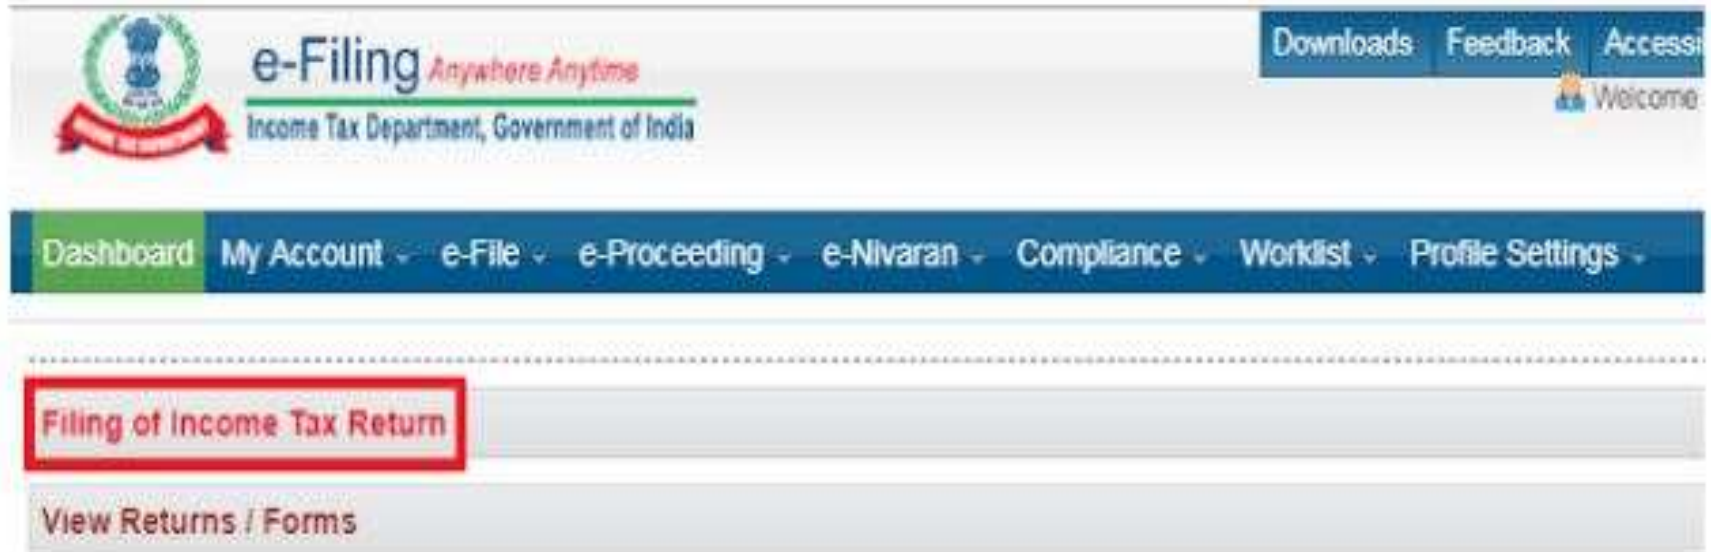 Downloads Feedback Accessi
e-Filing Anywhere Anytime
Welcome
Income Tax Department, Government of India
Dashboard My Account e-File e-Proceeding e-Nivaran Compliance Worklist Profile Settings
Filing of Income Tax Return
View Returns / Forms